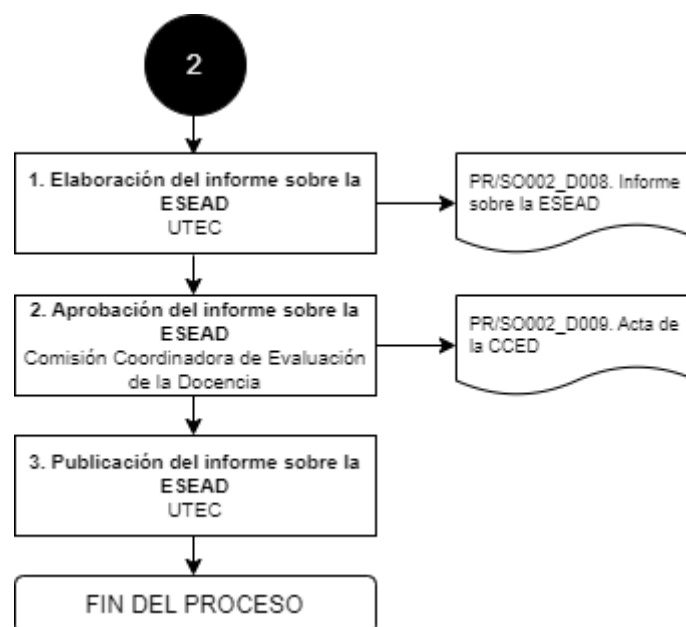 2
1. Elaboración del informe sobre la
ESEAD
UTEC
PR/SO002_D008. Informe
sobre la ESEAD
2. Aprobación del informe sobre la
ESEAD
Comisión Coordinadora de Evaluación
de la Docencia
PR/SO002_D009. Acta de
la CCED
3. Publicación del informe sobre la
ESEAD
UTEC
FIN DEL PROCESO